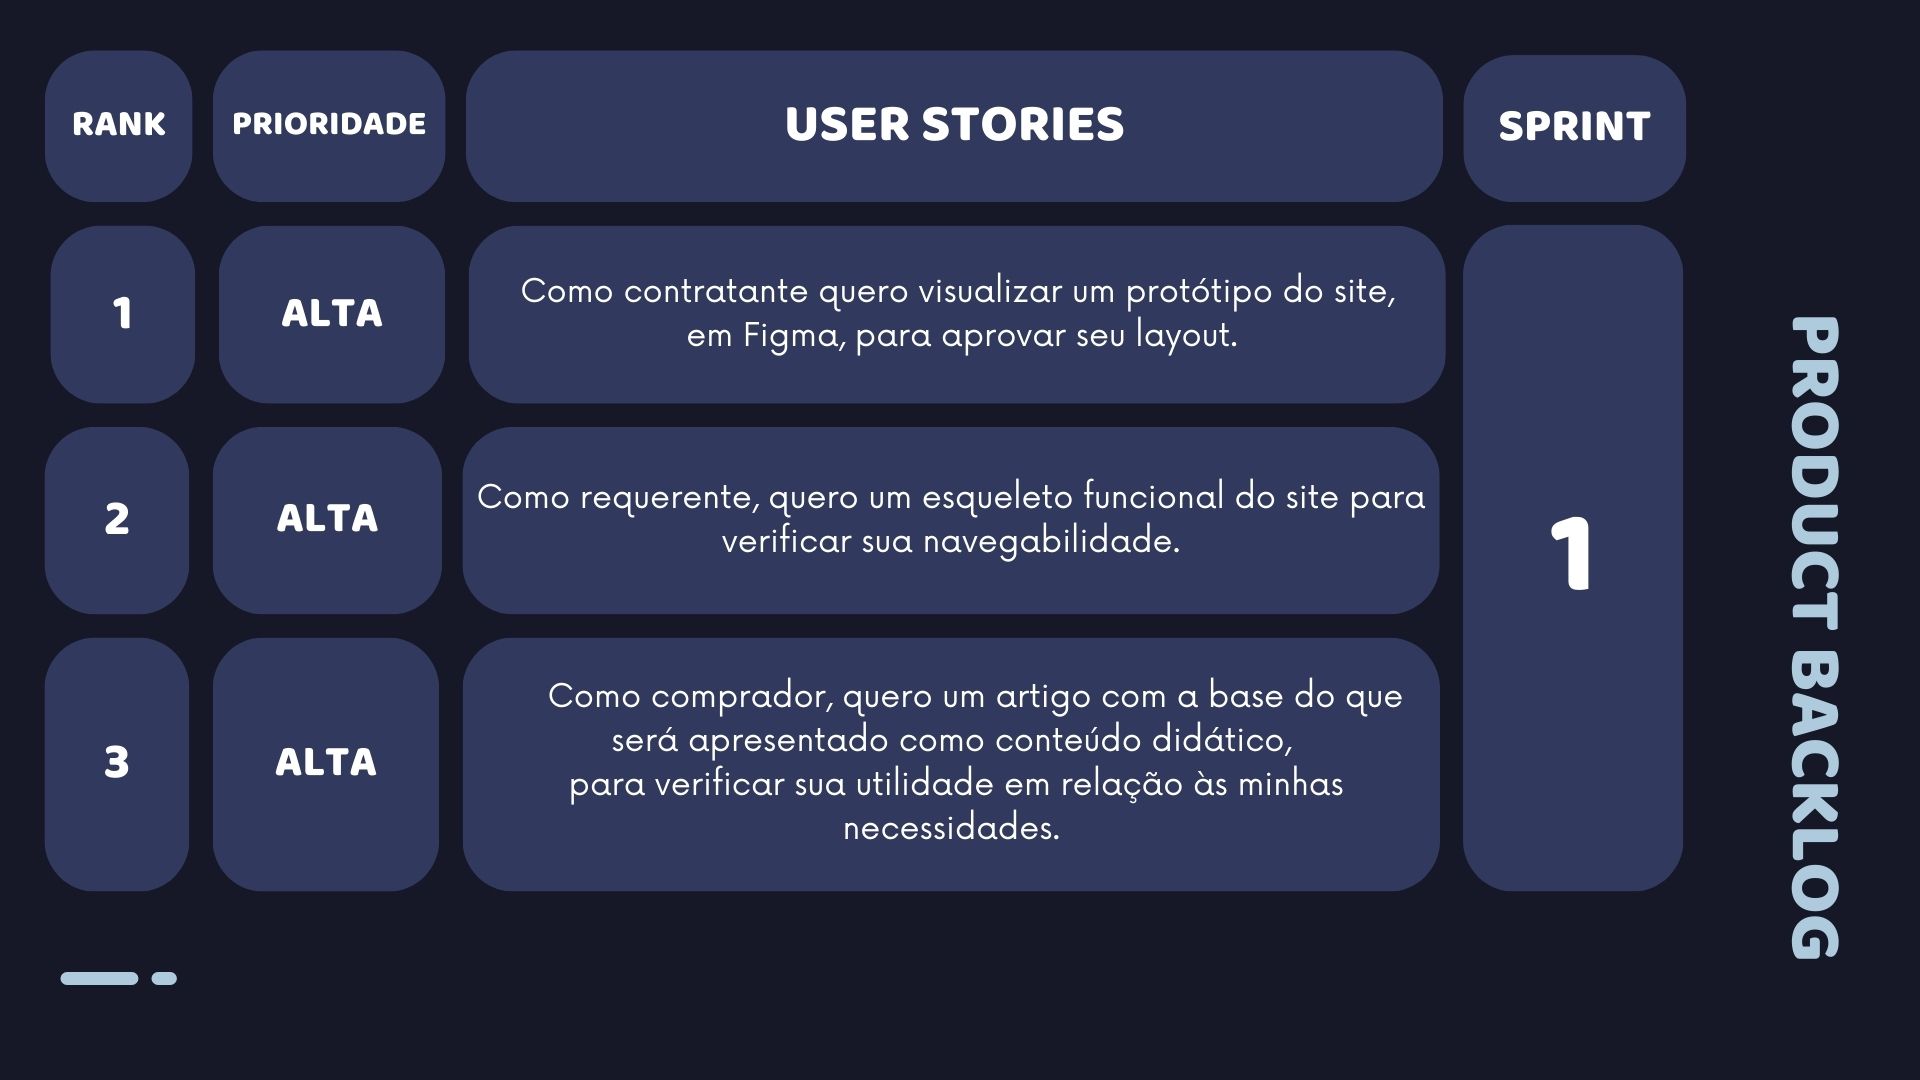 RANK
PRIORIDADE
USER STORIES
SPRINT
1
ALTA
Como contratante quero visualizar um protótipo do site,
em Figma, para aprovar seu layout.
2
ALTA
Como requerente, quero um esqueleto funcional do site para
verificar sua navegabilidade.
3
ALTA
Como comprador, quero um artigo com a base do que
será apresentado como conteúdo didático,
para verificar sua utilidade em relação às minhas
necessidades.
1
PRODUCT BACKLOG